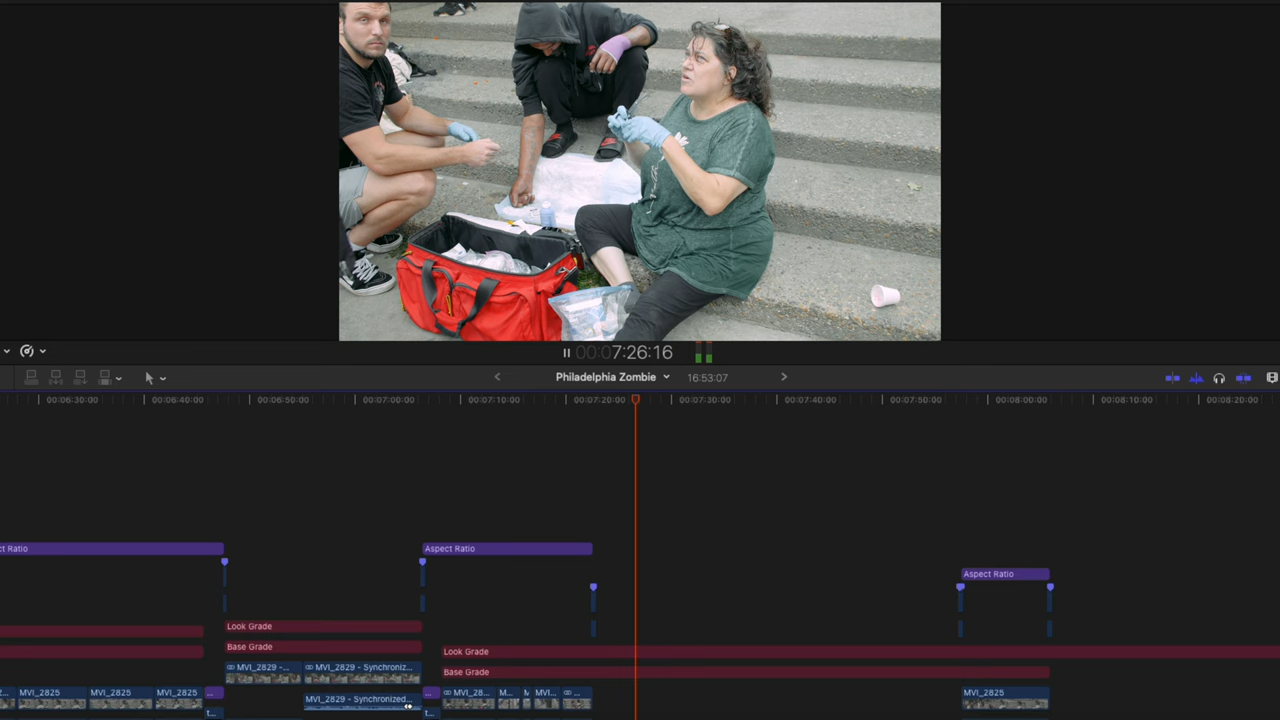 00:07:26:16
Philadelphia Zombie
16:53:07
00:06:30:00
00:06:40:00
00:06:50:00
00:07:00:00
00:07:10:00
00:07:20:00
00:07:30:00
00:07:40:00
00:07:50:00
00:08:00:00
00:08:10:00
00:08:20:00
ct Ratio
Aspect Ratio
Aspect Ratio
Look Grade
Base Grade
Look Grade
Base Grade
MVI_2829 -...
MVI_2829 - Synchroniz...
MVI_2829 - Synchronized...
2...
MVI_2825
MVI_2825
MVI_2825
...
...
MVI_28...
M...
M...
MVI...
...
MVI_2825
t...
t...